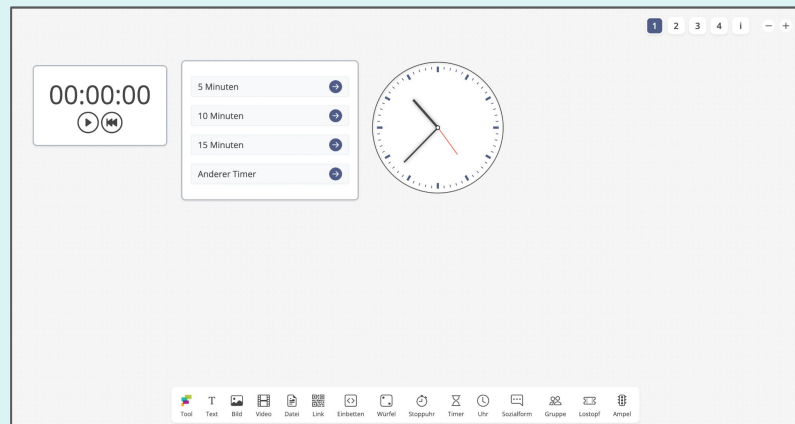 1 2 3 4 i − +
00:00:00
5 Minuten
10 Minuten
15 Minuten
Anderer Timer
Tool Text Bild Video Datei Link Einbetten Würfel Stoppuhr Timer Uhr Sozialform Gruppe Lostopf Ampel